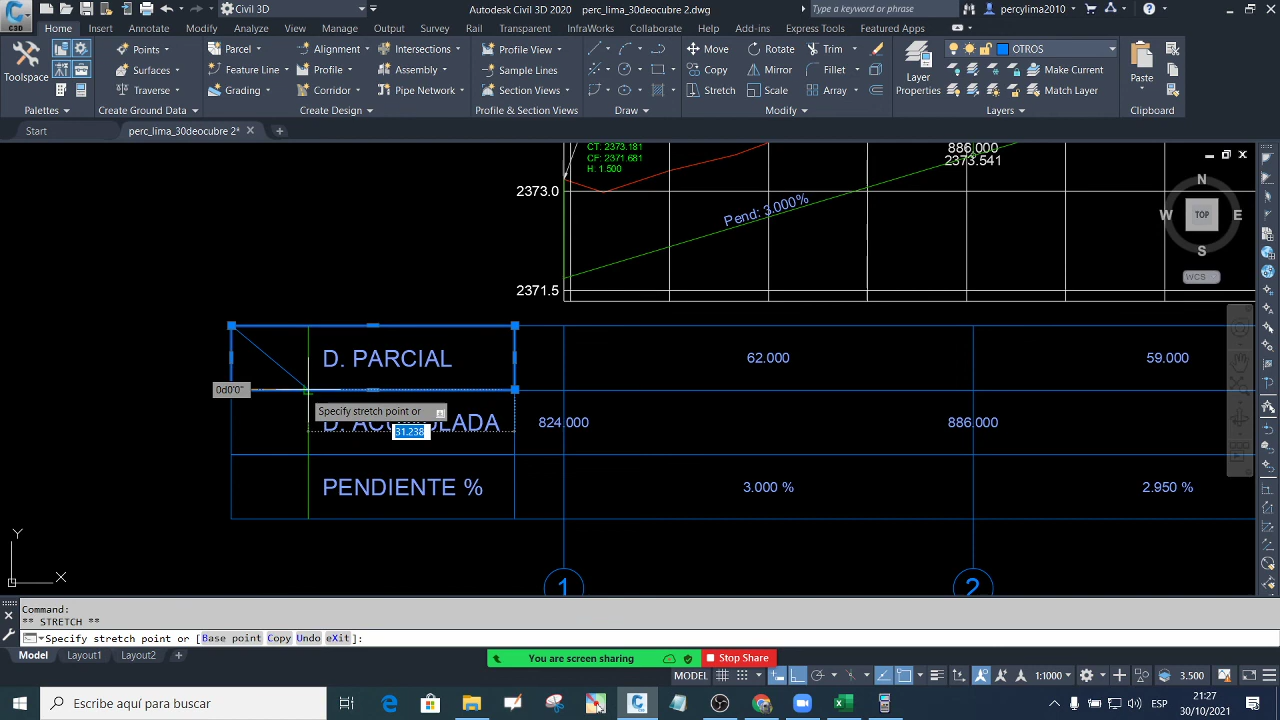 Civil 3D
Autodesk Civil 3D 2020 perc_lima_30deocubre_2.dwg
Type a keyword or phrase
percylima2010
C3D
Home Insert Annotate Modify Analyze View Manage Output Survey Rail Transparent InfraWorks Collaborate Help Add-ins Express Tools Featured Apps
Toolspace
Points
Surfaces
Traverse
Parcel
Feature Line
Grading
Alignment
Profile
Corridor
Intersections
Assembly
Pipe Network
Profile View
Sample Lines
Section Views
Move
Copy
Stretch
Rotate
Scale
Trim
Fillet
Array
Layer
Properties
OTROS
Make Current
Match Layer
Paste
Palettes
Create Ground Data
Create Design
Profile & Section Views
Draw
Modify
Layers
Clipboard
Start
perc_lima_30deocubre 2*
CT: 2373.181
CF: 2371.681
H. 1.500
886.000
2373.541
2373.0
Pend: 3.000%
2371.5
N
W
TOP
E
S
WCS
D. PARCIAL
62.000
59.000
0d0'0"
Specify stretch point or
31.238
824.000
886.000
PENDIENTE %
3.000 %
2.950 %
1
2
Y
X
Command:
** STRETCH **
Specify stretch point or [Base point Copy Undo eXit]:
Model Layout1 Layout2
You are screen sharing
Stop Share
MODEL
1:1000
3.500
Escribe aquí para buscar
ESP
21:27
30/10/2021